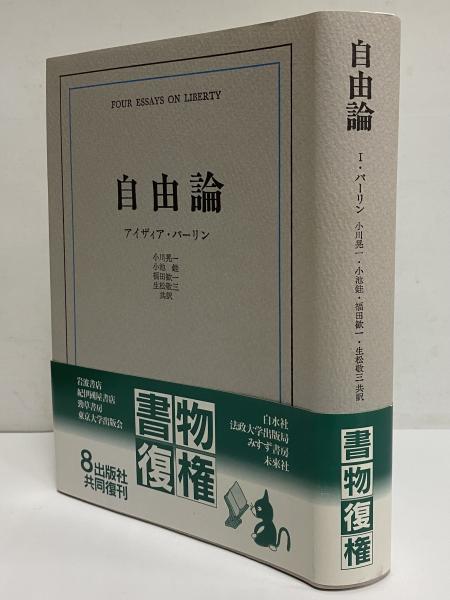 FOUR ESSAYS ON LIBERTY
自由論
アイザィア・バーリン
小川晃一
小池銈
福田歓一
生松敬三
共訳
岩波書店
紀伊國屋書店
勁草書房
東京大学出版会
書物
復権
8出版社
共同復刊
白水社
法政大学出版局
みすず書房
未來社
自由論
I・バーリン
小川晃一・小池銈・福田歓一・生松敬三共訳
書物復権